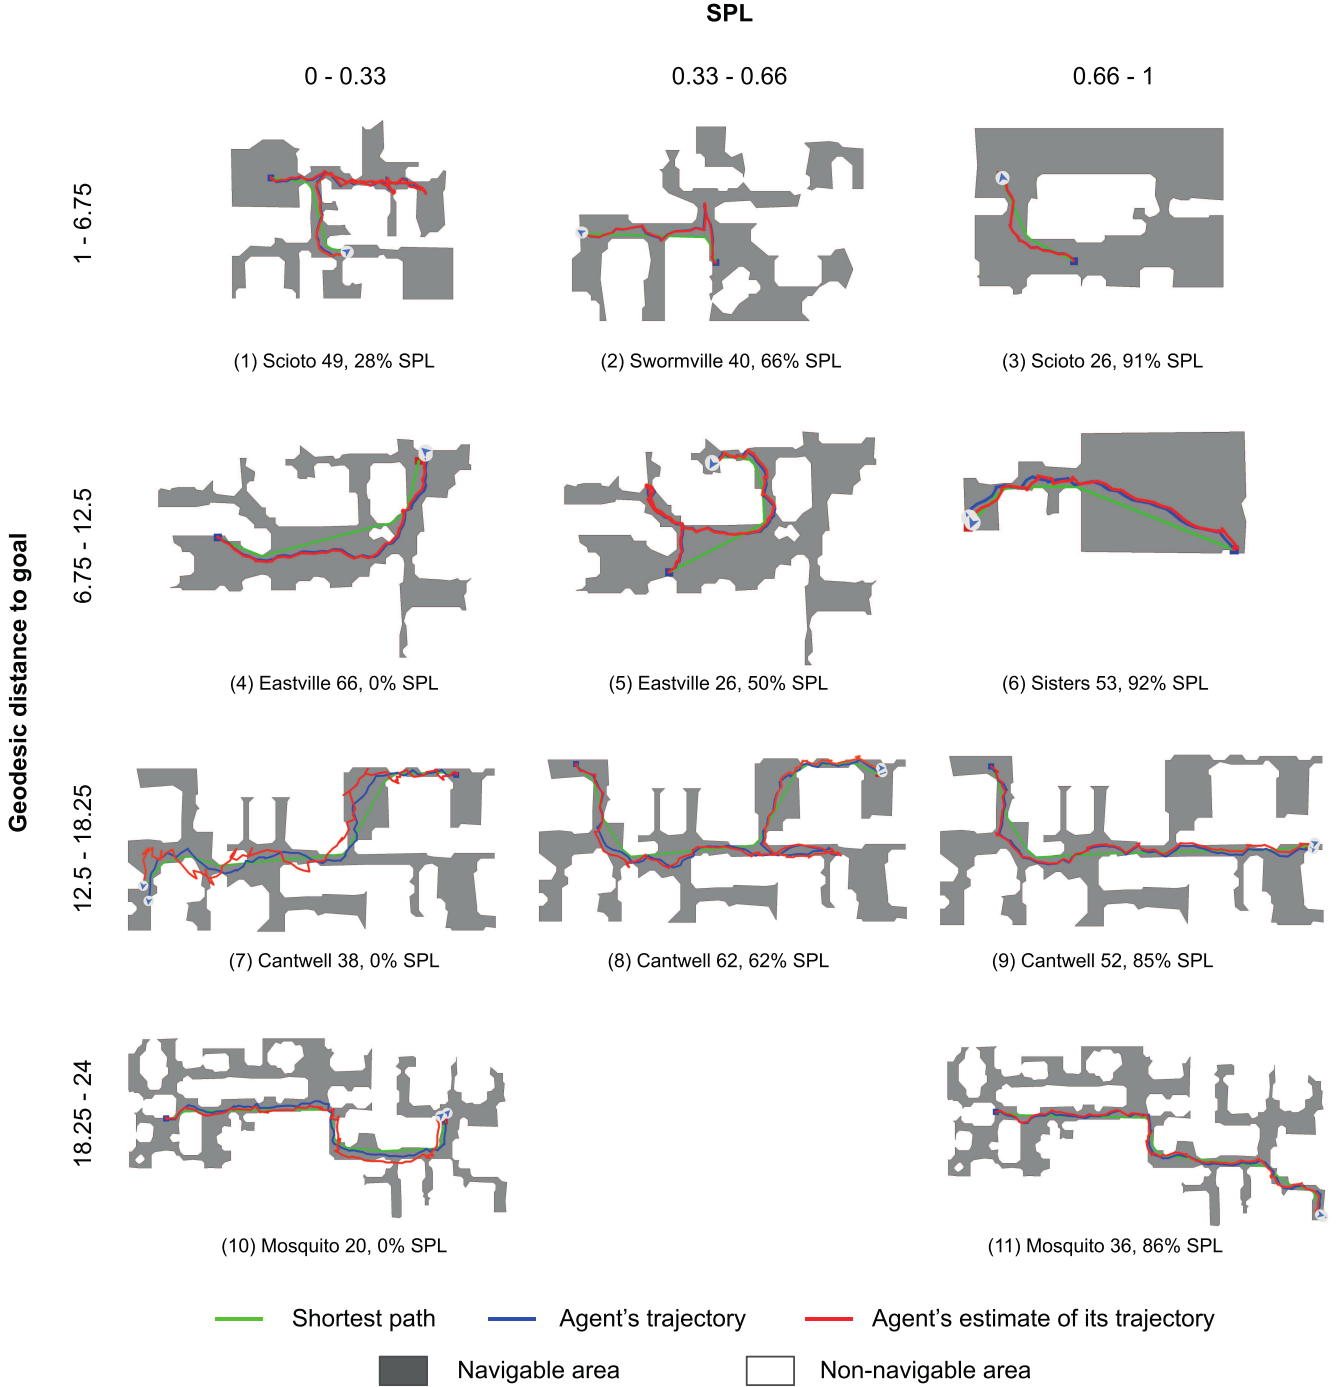 SPL
0 - 0.33
0.33 - 0.66
0.66 - 1
Geodesic distance to goal
1 - 6.75
(1) Scioto 49, 28% SPL
(2) Swormville 40, 66% SPL
(3) Scioto 26, 91% SPL
6.75 - 12.5
(4) Eastville 66, 0% SPL
(5) Eastville 26, 50% SPL
(6) Sisters 53, 92% SPL
12.5 - 18.25
(7) Cantwell 38, 0% SPL
(8) Cantwell 62, 62% SPL
(9) Cantwell 52, 85% SPL
18.25 - 24
(10) Mosquito 20, 0% SPL
(11) Mosquito 36, 86% SPL
Shortest path
Agent's trajectory
Agent's estimate of its trajectory
Navigable area
Non-navigable area